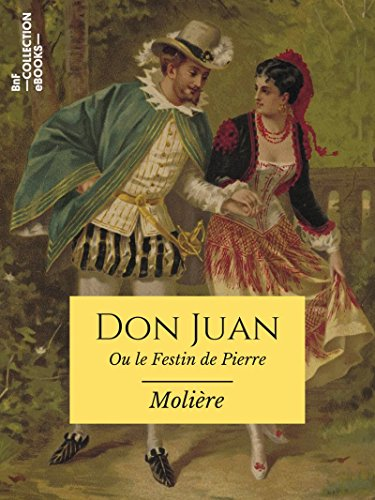 BnF
—COLLECTION
eBOOKS—
DON JUAN
Ou le Festin de Pierre
Molière